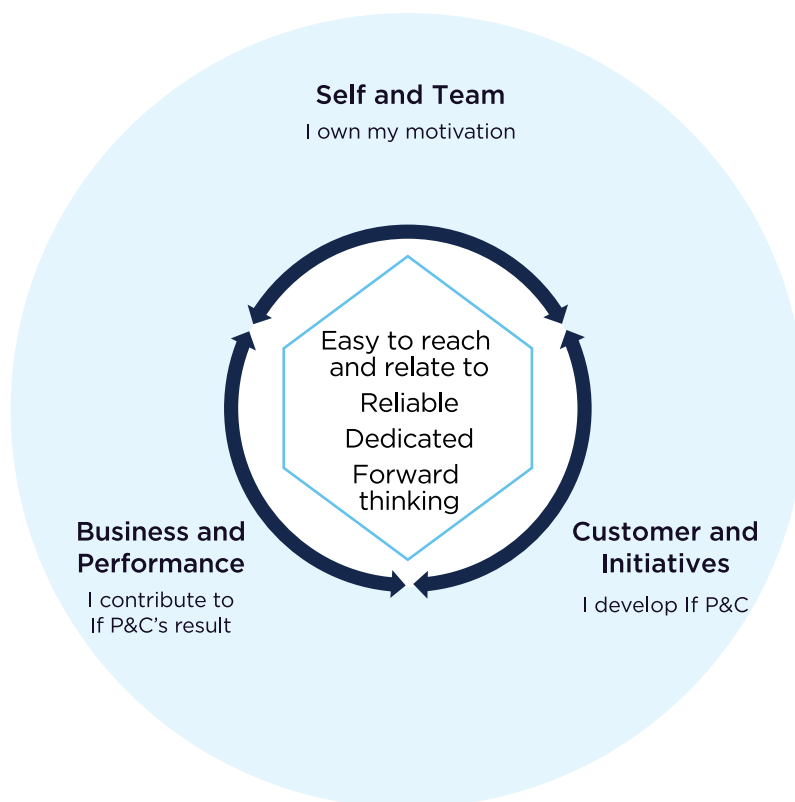 Self and Team
I own my motivation
Easy to reach
and relate to
Reliable
Dedicated
Forward
thinking
Business and
Performance
I contribute to
If P&C's result
Customer and
Initiatives
I develop If P&C